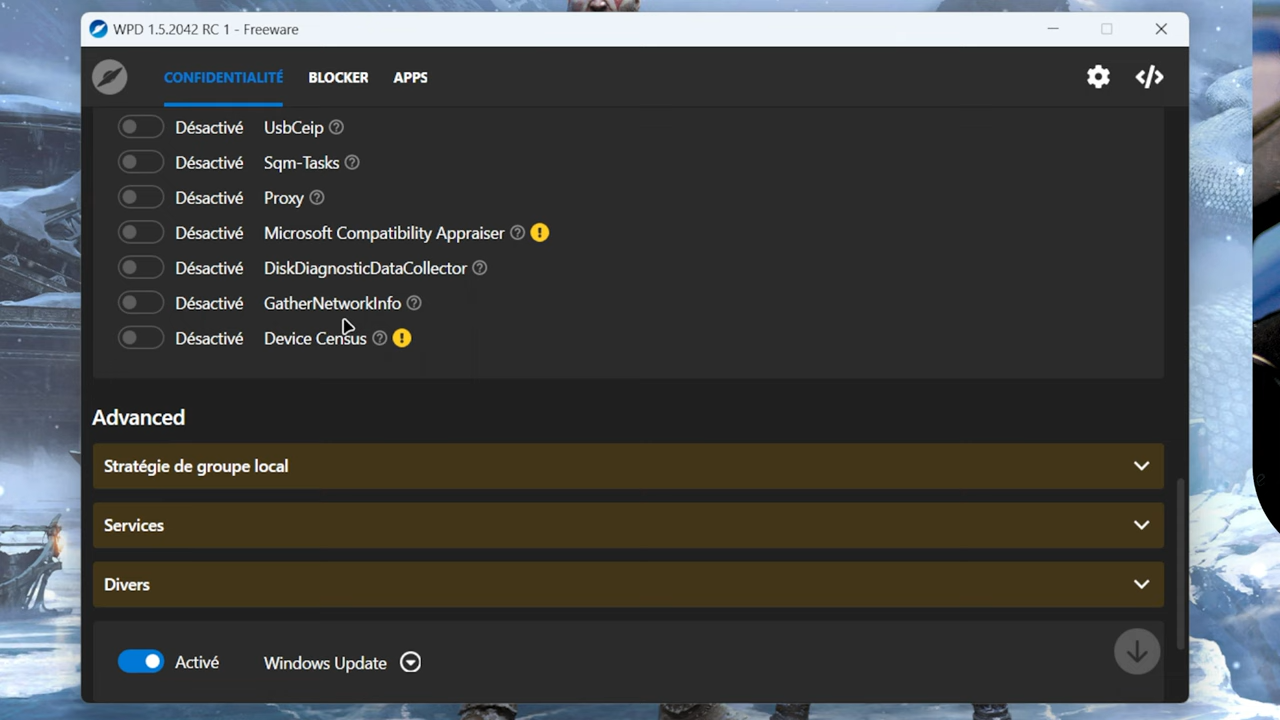 WPD 1.5.2042 RC 1 - Freeware
CONFIDENTIALITÉ BLOCKER APPS
Désactivé UsbCeip
Désactivé Sqm-Tasks
Désactivé Proxy
Désactivé Microsoft Compatibility Appraiser
Désactivé DiskDiagnosticDataCollector
Désactivé GatherNetworkInfo
Désactivé Device Census
Advanced
Stratégie de groupe local
Services
Divers
Activé Windows Update